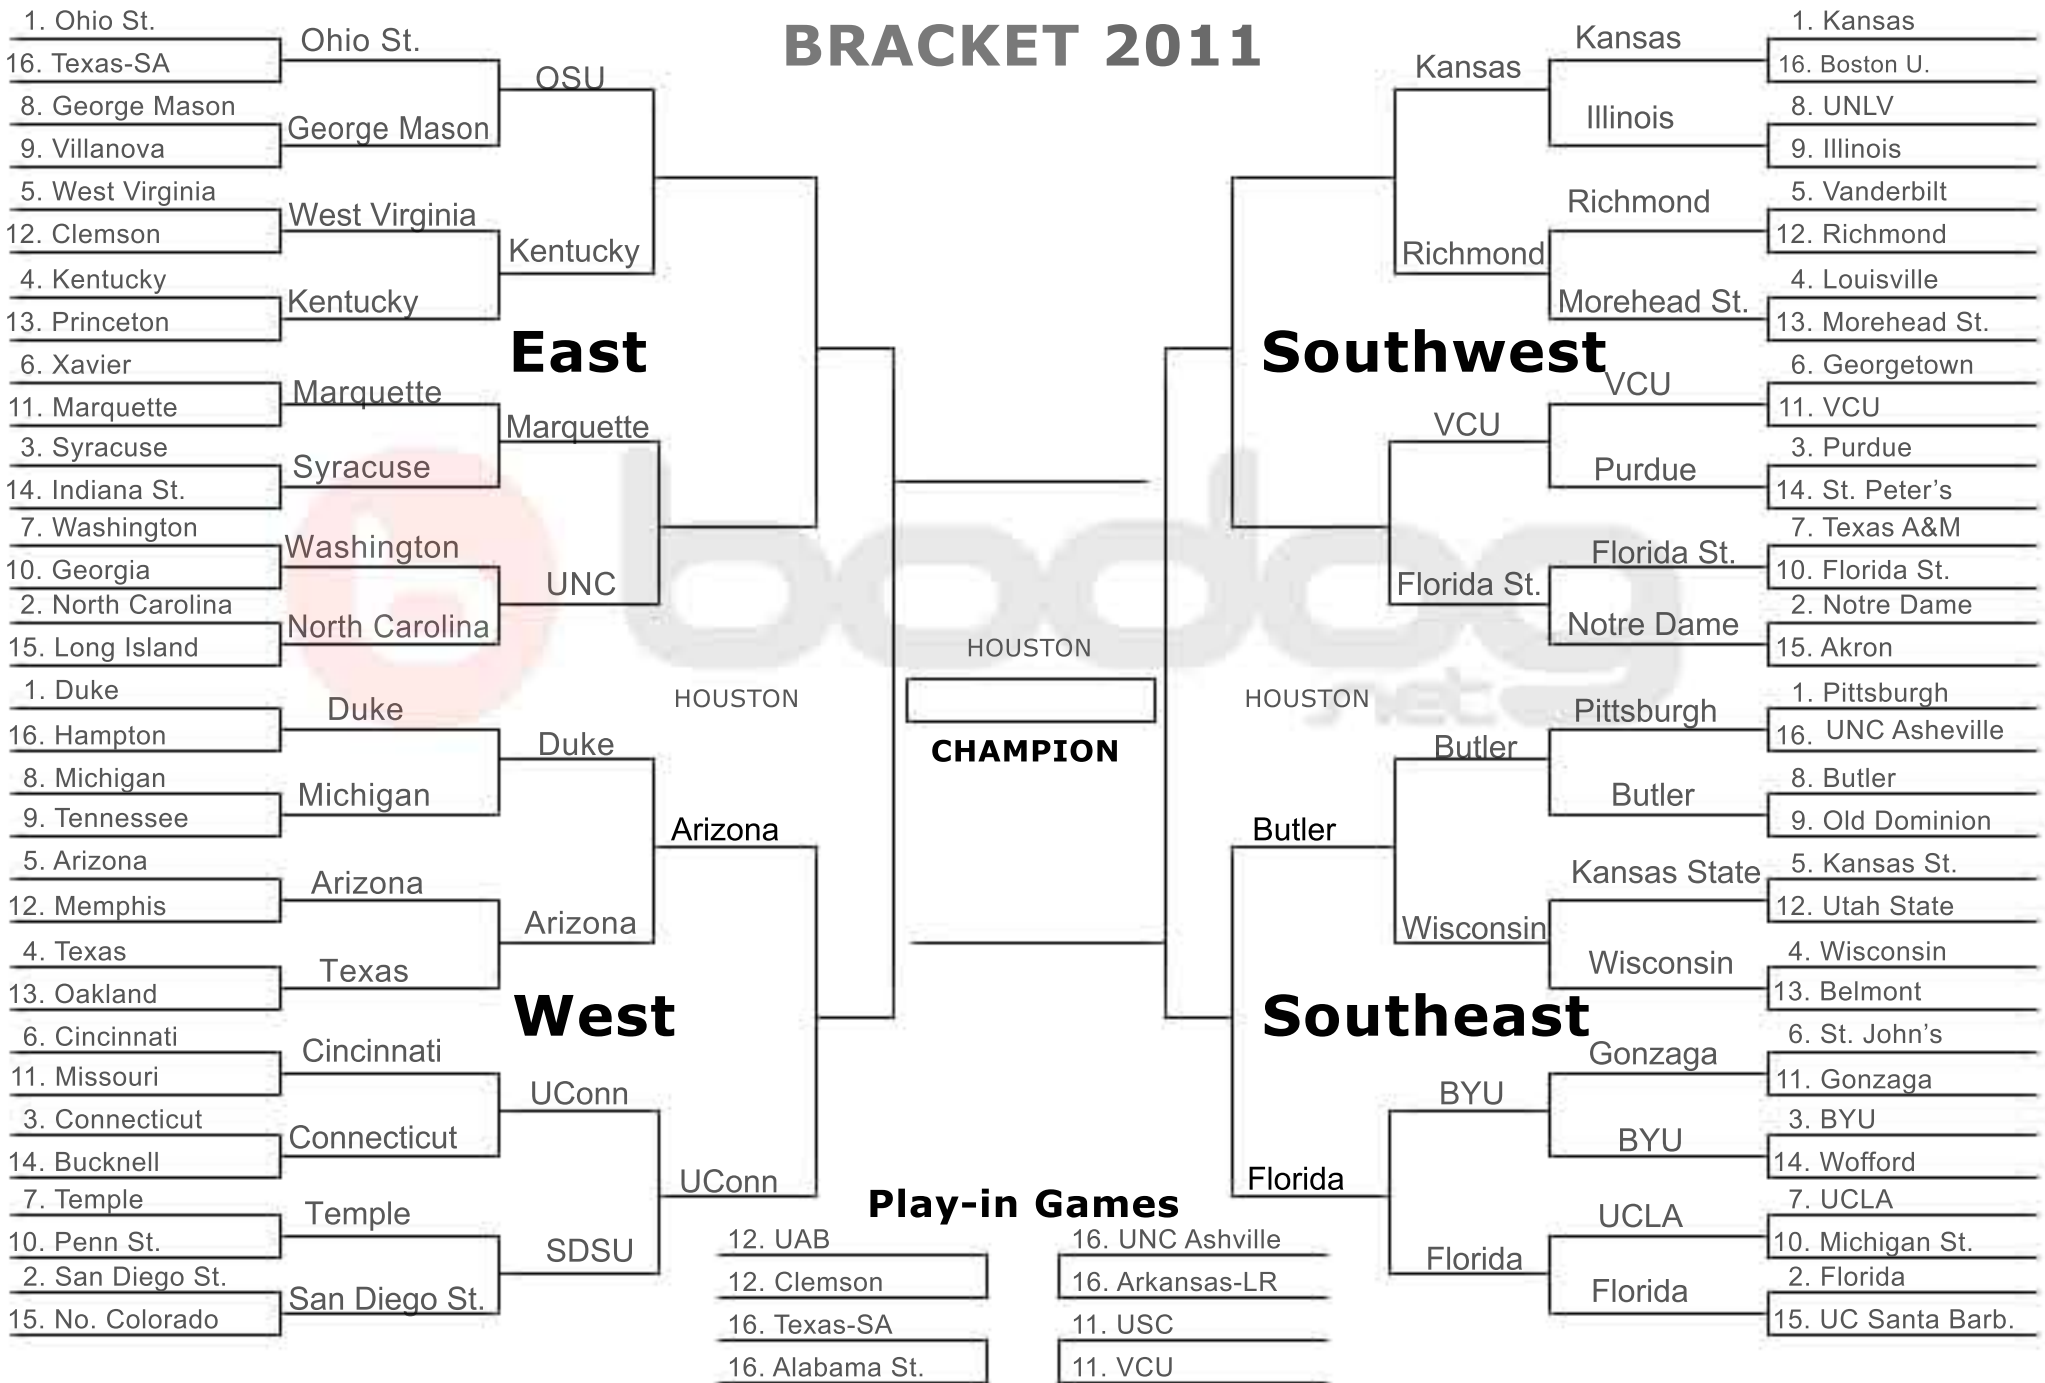 BRACKET 2011
1. Ohio St.
16. Texas-SA
8. George Mason
9. Villanova
5. West Virginia
12. Clemson
4. Kentucky
13. Princeton
6. Xavier
11. Marquette
3. Syracuse
14. Indiana St.
7. Washington
10. Georgia
2. North Carolina
15. Long Island
Ohio St.
George Mason
West Virginia
Kentucky
Marquette
Syracuse
Washington
North Carolina
OSU
Kentucky
Marquette
UNC
East
1. Duke
16. Hampton
8. Michigan
9. Tennessee
5. Arizona
12. Memphis
4. Texas
13. Oakland
6. Cincinnati
11. Missouri
3. Connecticut
14. Bucknell
7. Temple
10. Penn St.
2. San Diego St.
15. No. Colorado
Duke
Michigan
Arizona
Texas
Cincinnati
Connecticut
Temple
San Diego St.
Duke
Arizona
UConn
SDSU
Arizona
UConn
West
HOUSTON
HOUSTON
HOUSTON
CHAMPION
bodog
.net
Southwest
Kansas
Richmond
VCU
Florida St.
Kansas
Illinois
Richmond
Morehead St.
VCU
Purdue
Florida St.
Notre Dame
1. Kansas
16. Boston U.
8. UNLV
9. Illinois
5. Vanderbilt
12. Richmond
4. Louisville
13. Morehead St.
6. Georgetown
11. VCU
3. Purdue
14. St. Peter’s
7. Texas A&M
10. Florida St.
2. Notre Dame
15. Akron
Southeast
Butler
Florida
Butler
Wisconsin
BYU
Florida
Pittsburgh
Butler
Kansas State
Wisconsin
Gonzaga
BYU
UCLA
Florida
1. Pittsburgh
16. UNC Asheville
8. Butler
9. Old Dominion
5. Kansas St.
12. Utah State
4. Wisconsin
13. Belmont
6. St. John’s
11. Gonzaga
3. BYU
14. Wofford
7. UCLA
10. Michigan St.
2. Florida
15. UC Santa Barb.
Play-in Games
12. UAB
12. Clemson
16. Texas-SA
16. Alabama St.
16. UNC Ashville
16. Arkansas-LR
11. USC
11. VCU